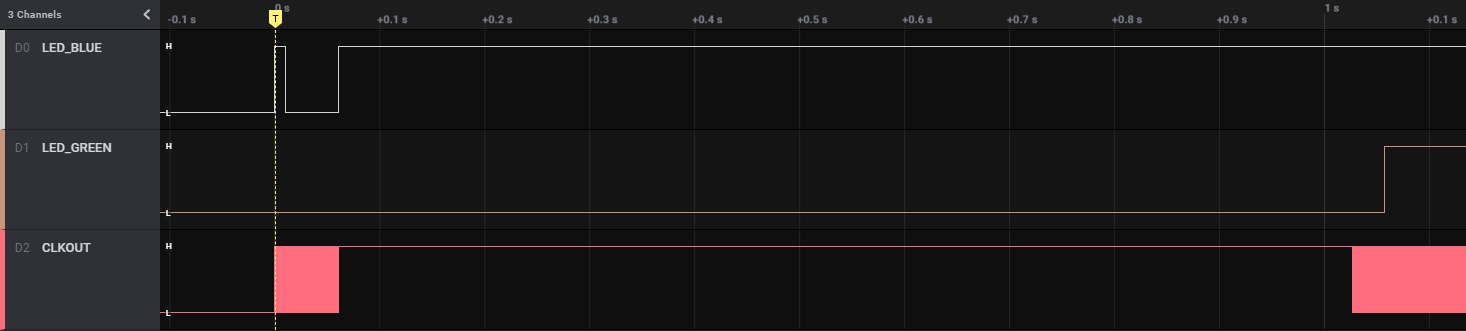 3 Channels
0 s
1 s
-0.1 s +0.1 s +0.2 s +0.3 s +0.4 s +0.5 s +0.6 s +0.7 s +0.8 s +0.9 s +0.1 s
T
D0 LED_BLUE
H
L
D1 LED_GREEN
H
L
D2 CLKOUT
H
L